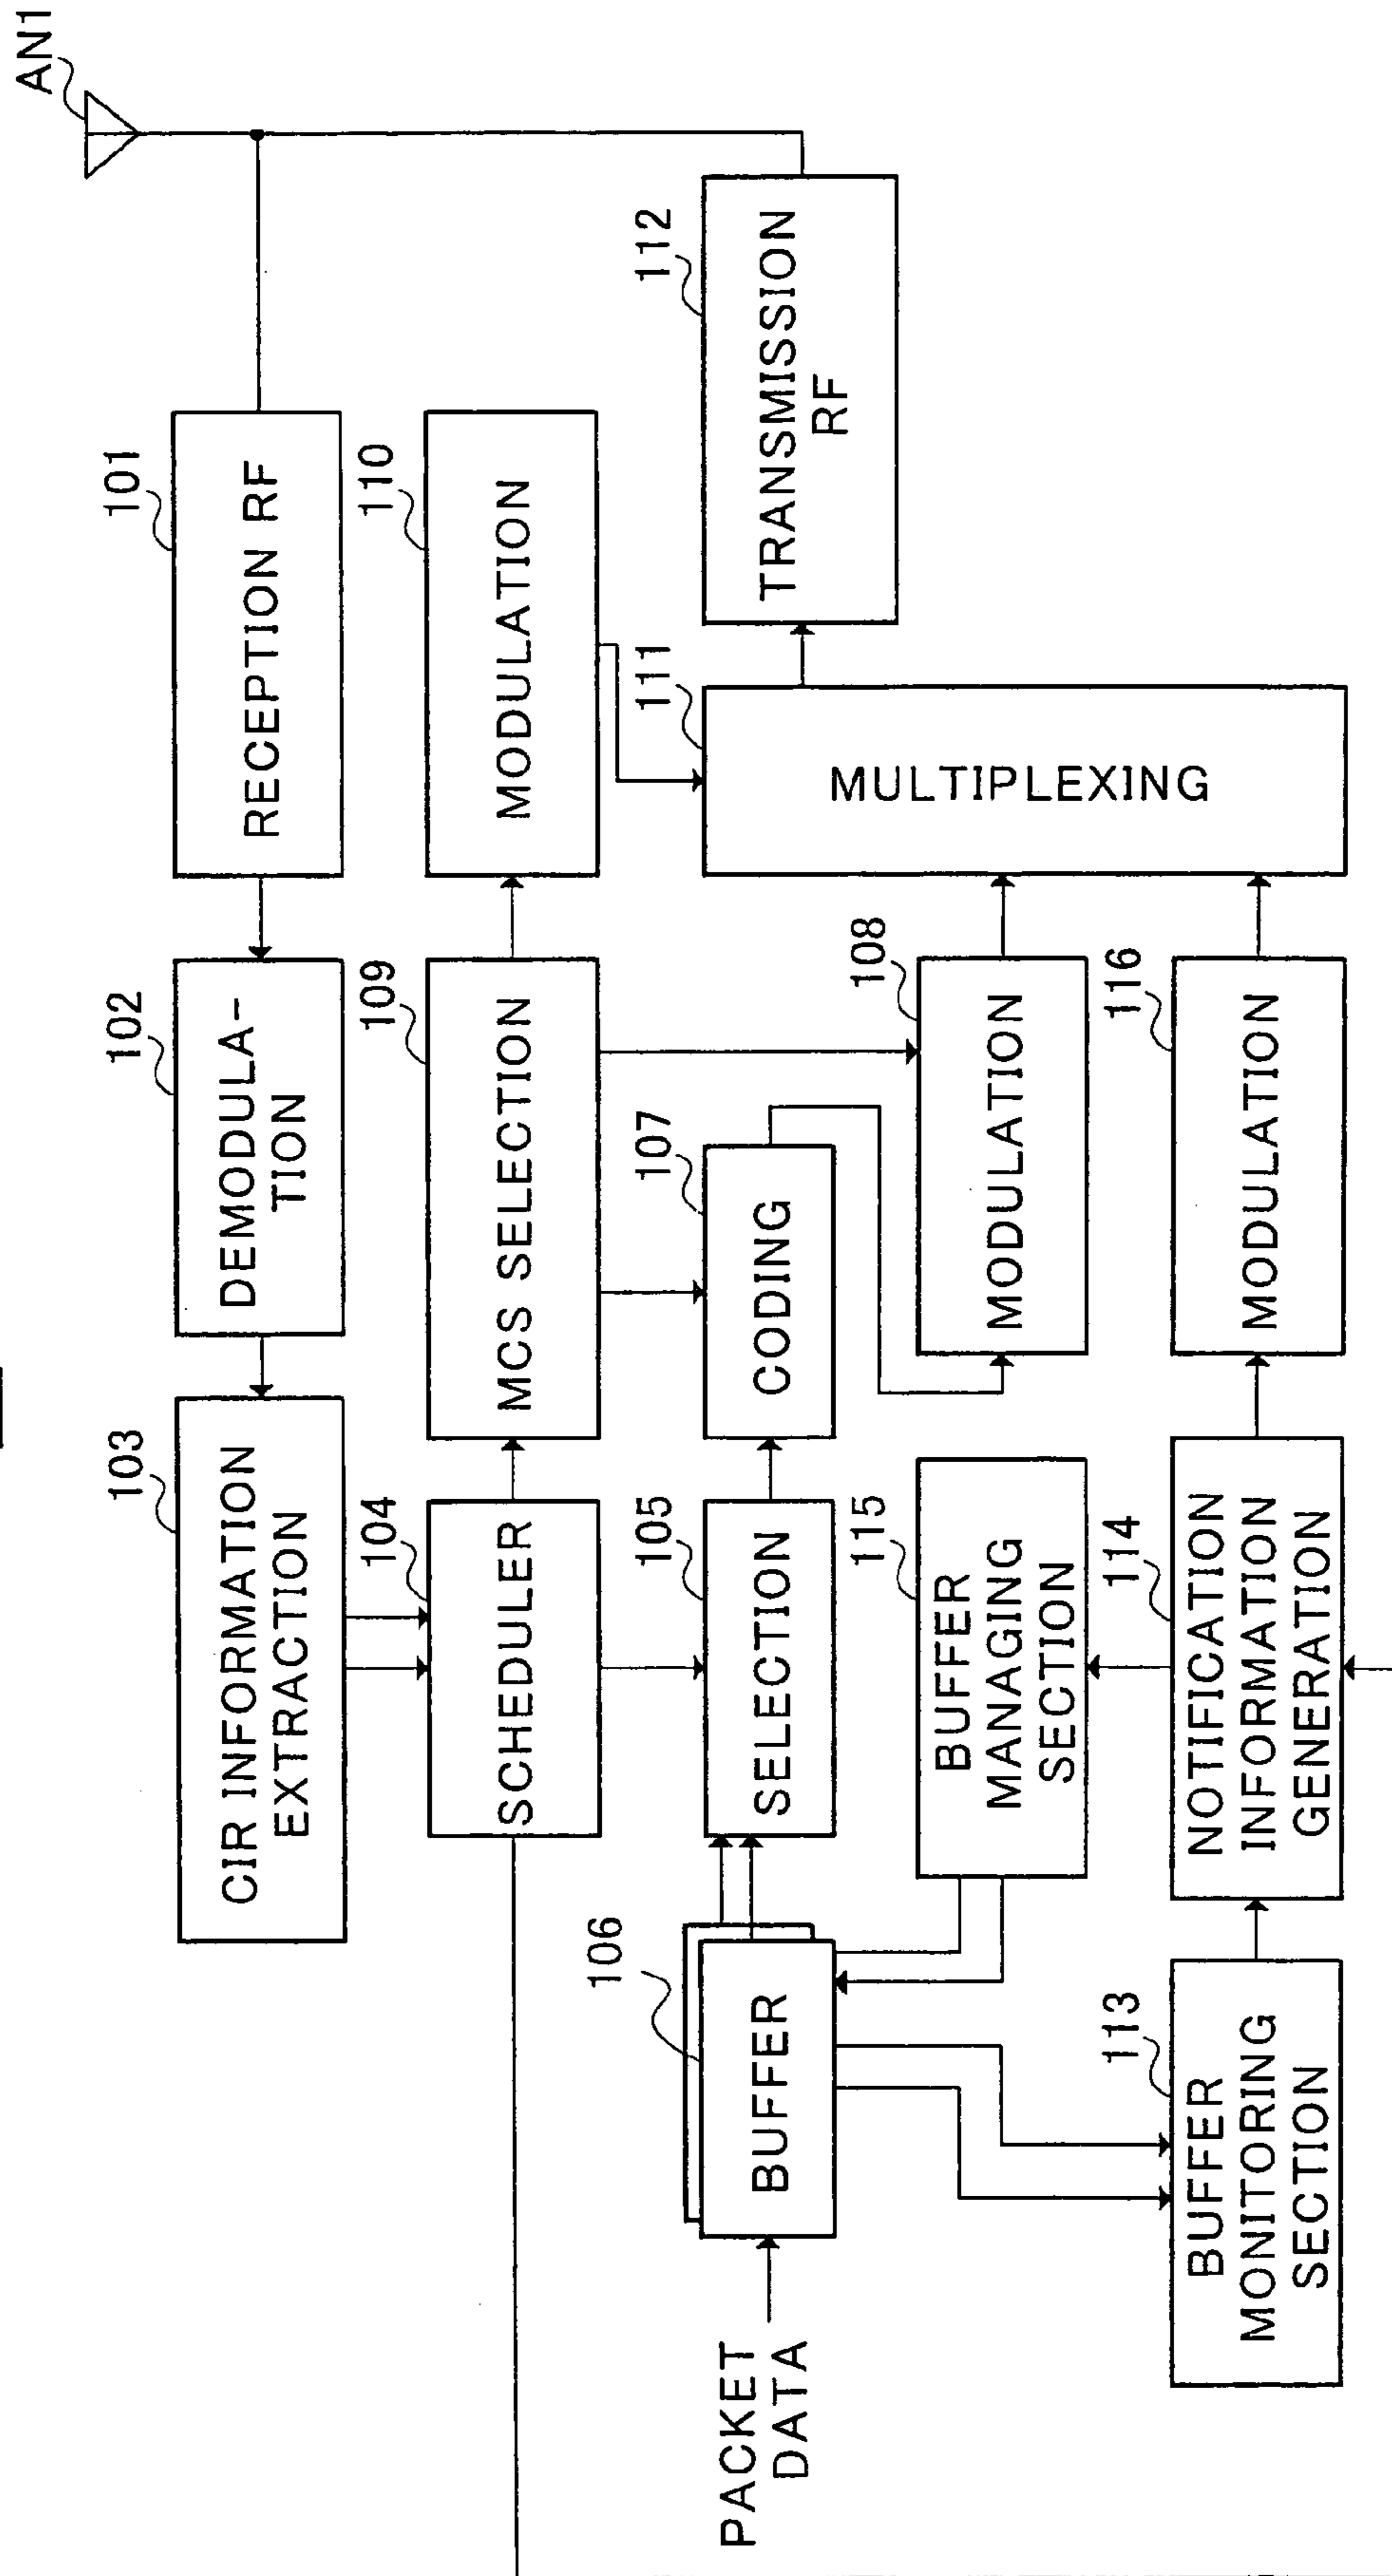 AN1
101
RECEPTION RF
102
DEMODULA-
TION
103
CIR INFORMATION
EXTRACTION
104
SCHEDULER
109
MCS SELECTION
110
MODULATION
PACKET
DATA
106
BUFFER
105
SELECTION
107
CODING
111
MULTIPLEXING
112
TRANSMISSION
RF
115
BUFFER
MANAGING
SECTION
108
MODULATION
113
BUFFER
MONITORING
SECTION
114
NOTIFICATION
INFORMATION
GENERATION
116
MODULATION